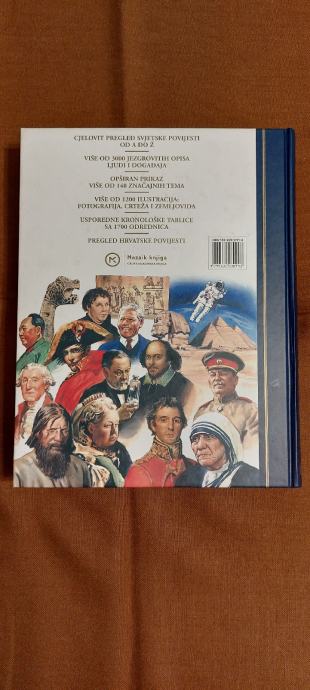 CJELOVIT PREGLED SVJETSKE POVIJESTI
OD A DO Ž
VIŠE OD 3000 JEZGROVITIH OPISA
LJUDI I DOGAĐAJA
OPŠIRAN PRIKAZ
VIŠE OD 140 ZNAČAJNIH TEMA
VIŠE OD 1200 ILUSTRACIJA:
FOTOGRAFIJA, CRTEŽA I ZEMLJOVIDA
USPOREDNE KRONOLOŠKE TABLICE
SA 1700 ODREDNICA
PREGLED HRVATSKE POVIJESTI
Mozaik knjiga